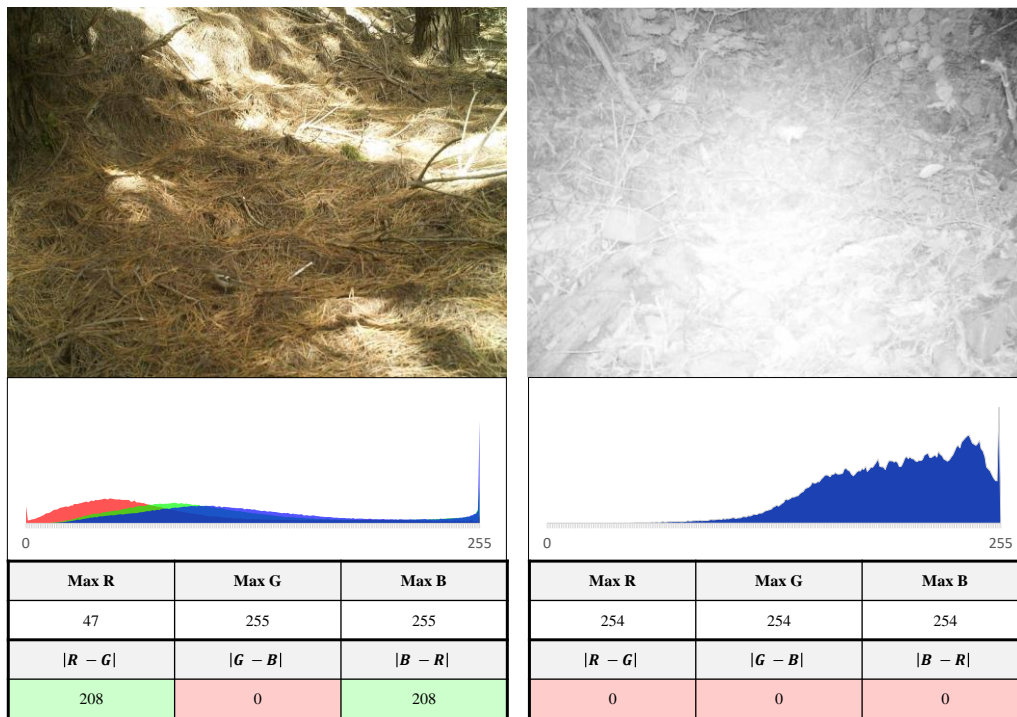 0 255
0 255
Max R Max G Max B
47 255 255
|R − G| |G − B| |B − R|
208 0 208
Max R Max G Max B
254 254 254
|R − G| |G − B| |B − R|
0 0 0